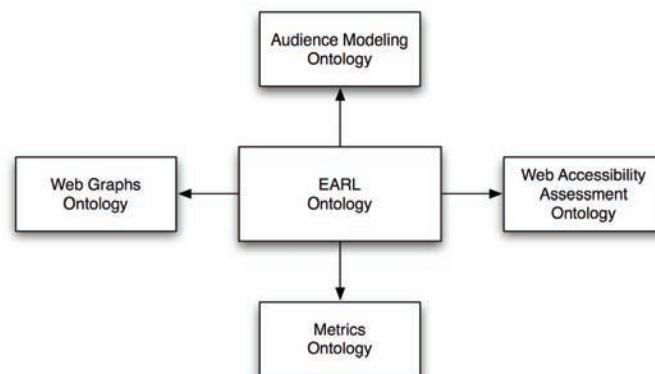 Audience Modeling
Ontology
Web Graphs
Ontology
EARL
Ontology
Web Accessibility
Assessment
Ontology
Metrics
Ontology